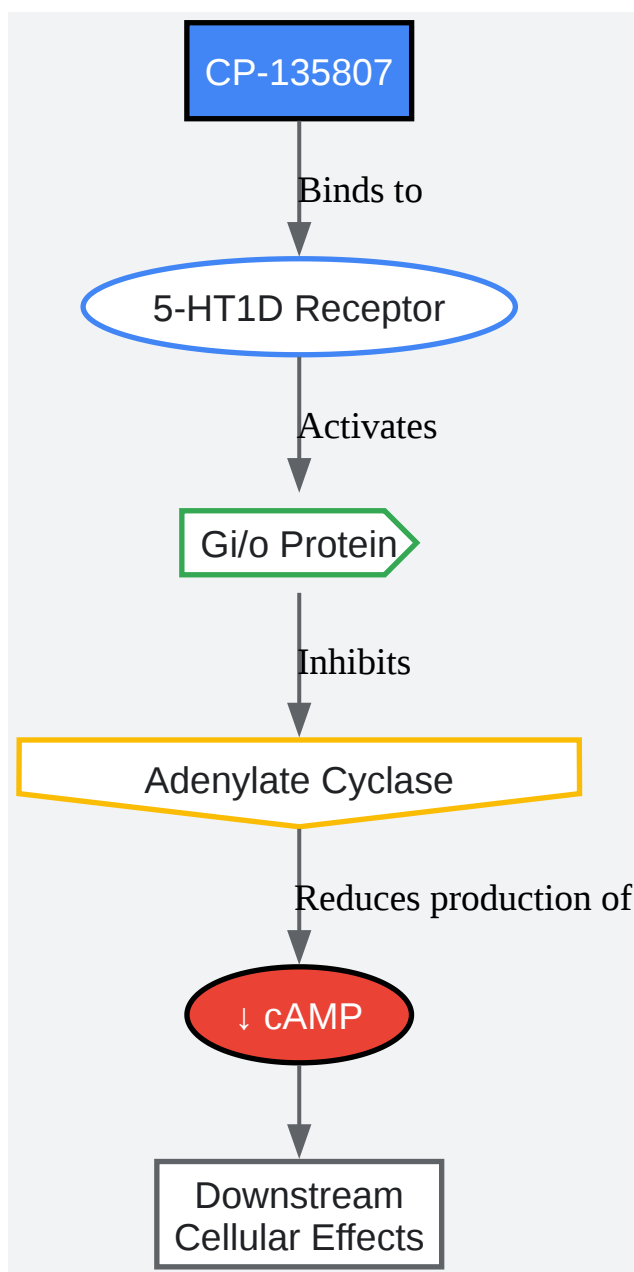 CP-135807
Binds to
5-HT1D Receptor
Activates
Gi/o Protein
Inhibits
Adenylate Cyclase
Reduces production of
↓ cAMP
Downstream
Cellular Effects